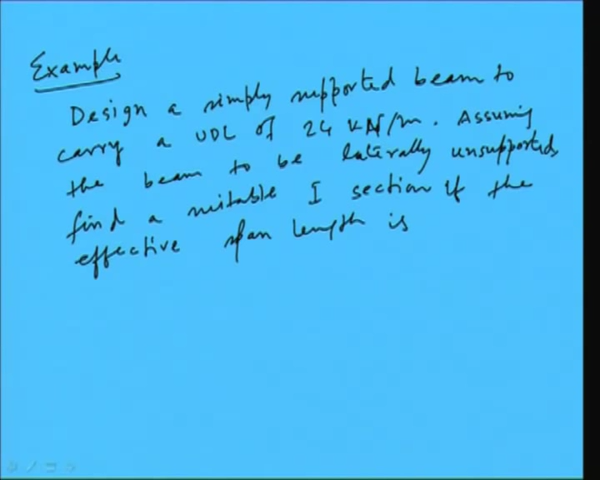 Example
Design a simply supported beam to
carry a UDL of 24 kN/m. Assuming
the beam to be laterally unsupported,
find a suitable I section if the
effective span length is